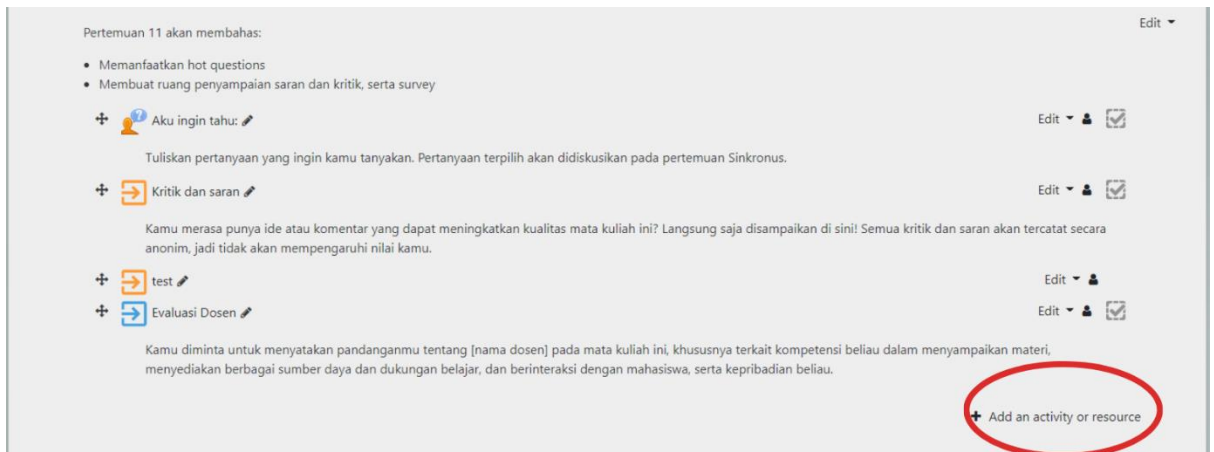 Edit
Pertemuan 11 akan membahas:
• Memanfaatkan hot questions
• Membuat ruang penyampaian saran dan kritik, serta survey
Aku ingin tahu: Edit
Tuliskan pertanyaan yang ingin kamu tanyakan. Pertanyaan terpilih akan didiskusikan pada pertemuan Sinkronus.
Kritik dan saran Edit
Kamu merasa punya ide atau komentar yang dapat meningkatkan kualitas mata kuliah ini? Langsung saja disampaikan di sini! Semua kritik dan saran akan tercatat secara
anonim, jadi tidak akan mempengaruhi nilai kamu.
test Edit
Evaluasi Dosen Edit
Kamu diminta untuk menyatakan pandanganmu tentang [nama dosen] pada mata kuliah ini, khususnya terkait kompetensi beliau dalam menyampaikan materi,
menyediakan berbagai sumber daya dan dukungan belajar, dan berinteraksi dengan mahasiswa, serta kepribadian beliau.
+ Add an activity or resource